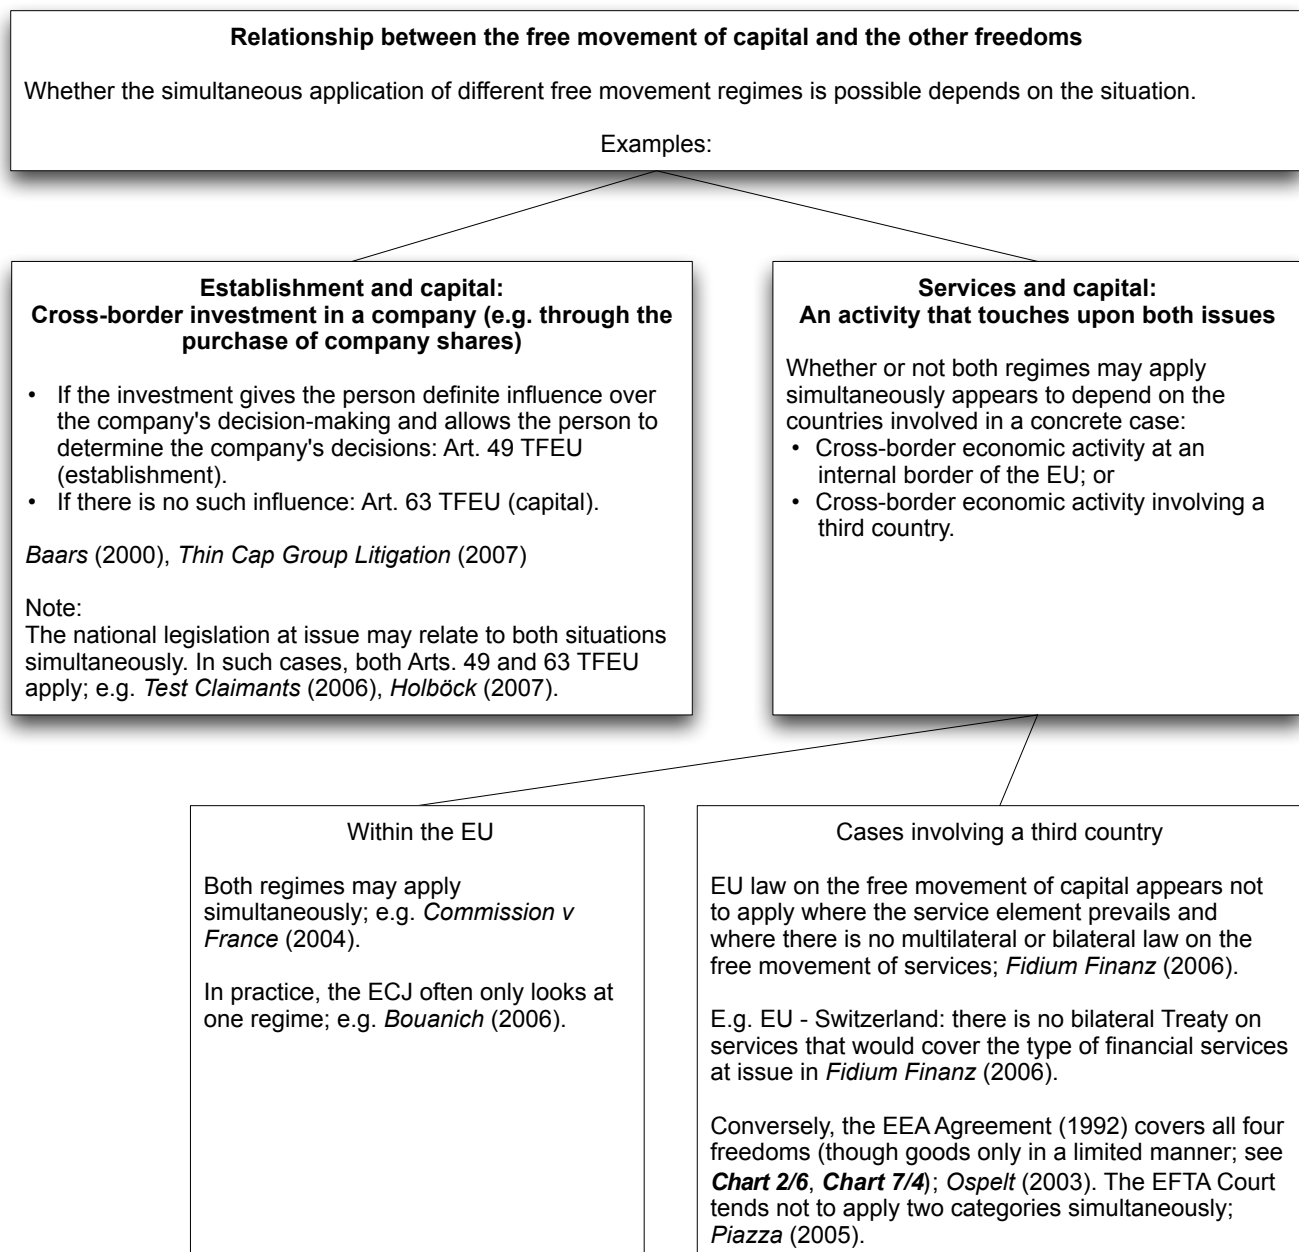 Relationship between the free movement of capital and the other freedoms
Whether the simultaneous application of different free movement regimes is possible depends on the situation.
Examples:
Establishment and capital:
Cross-border investment in a company (e.g. through the
purchase of company shares)
• If the investment gives the person definite influence over
the company's decision-making and allows the person to
determine the company's decisions: Art. 49 TFEU
(establishment).
• If there is no such influence: Art. 63 TFEU (capital).
Baars (2000), Thin Cap Group Litigation (2007)
Note:
The national legislation at issue may relate to both situations
simultaneously. In such cases, both Arts. 49 and 63 TFEU
apply; e.g. Test Claimants (2006), Holböck (2007).
Services and capital:
An activity that touches upon both issues
Whether or not both regimes may apply
simultaneously appears to depend on the
countries involved in a concrete case:
• Cross-border economic activity at an
internal border of the EU; or
• Cross-border economic activity involving a
third country.
Within the EU
Both regimes may apply
simultaneously; e.g. Commission v
France (2004).
In practice, the ECJ often only looks at
one regime; e.g. Bouanich (2006).
Cases involving a third country
EU law on the free movement of capital appears not
to apply where the service element prevails and
where there is no multilateral or bilateral law on the
free movement of services; Fidium Finanz (2006).
E.g. EU - Switzerland: there is no bilateral Treaty on
services that would cover the type of financial services
at issue in Fidium Finanz (2006).
Conversely, the EEA Agreement (1992) covers all four
freedoms (though goods only in a limited manner; see
Chart 2/6, Chart 7/4); Ospelt (2003). The EFTA Court
tends not to apply two categories simultaneously;
Piazza (2005).